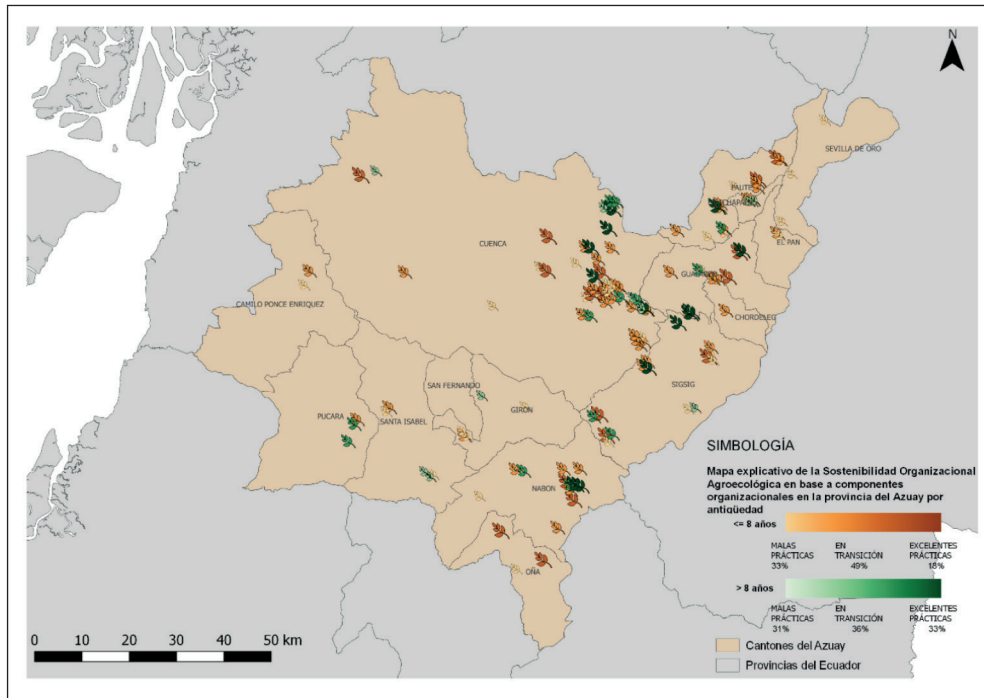 N
SEVILLA DE ORO
PAUTE
CUENCA
EL PAN
CAMILO PONCE ENRIQUEZ
CHORDELEG
SAN FERNANDO
SIGSIG
PUCARA
SANTA ISABEL
GIRON
NABON
OÑA
SIMBOLOGÍA
Mapa explicativo de la Sostenibilidad Organizacional
Agroecológica en base a componentes
organizacionales en la provincia del Azuay por
antigüedad
<= 8 años
MALAS EN EXCELENTES
PRÁCTICAS TRANSICIÓN PRÁCTICAS
33% 49% 18%
> 8 años
MALAS EN EXCELENTES
PRÁCTICAS TRANSICIÓN PRÁCTICAS
31% 36% 33%
Cantones del Azuay
Provincias del Ecuador
0 10 20 30 40 50 km